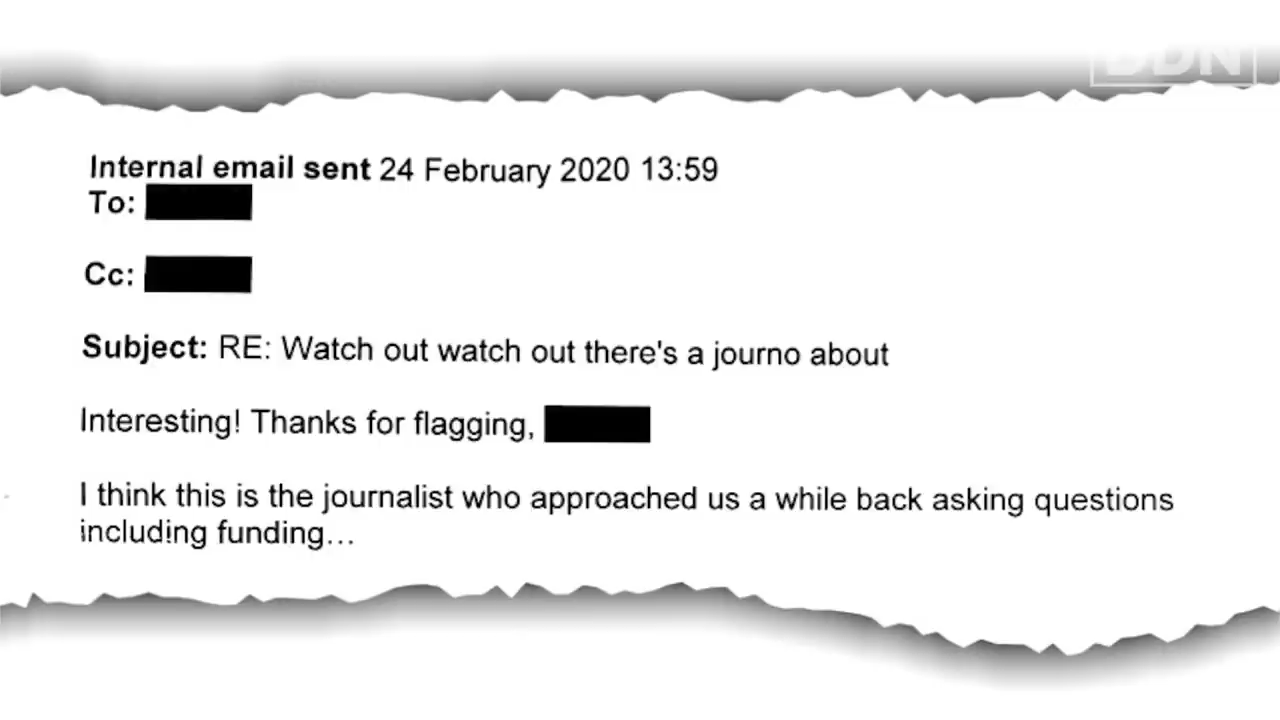 DDN
Internal email sent 24 February 2020 13:59
To:
Cc:
Subject: RE: Watch out watch out there's a journo about
Interesting! Thanks for flagging,
I think this is the journalist who approached us a while back asking questions
including funding...